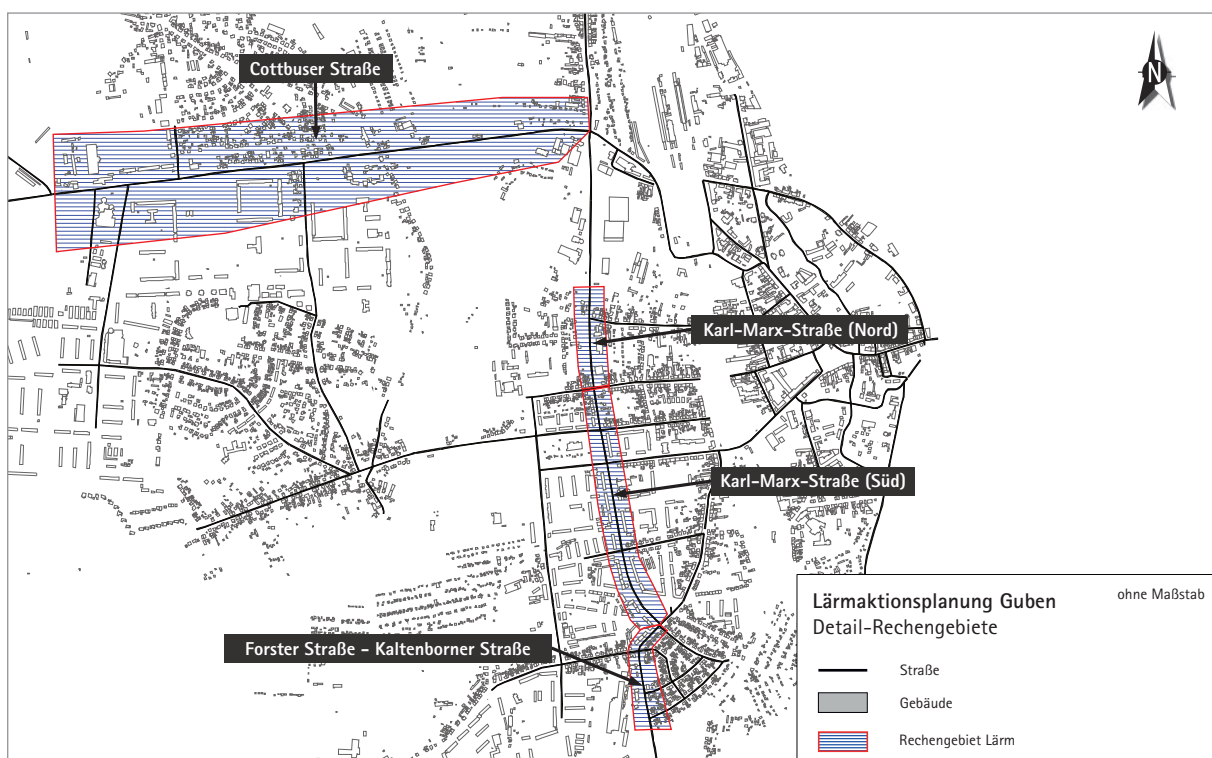 Cottbuser Straße
N
Karl-Marx-Straße (Nord)
Karl-Marx-Straße (Süd)
Forster Straße – Kaltenborner Straße
Lärmaktionsplanung Guben
ohne Maßstab
Detail-Rechengebiete
Straße
Gebäude
Rechengebiet Lärm